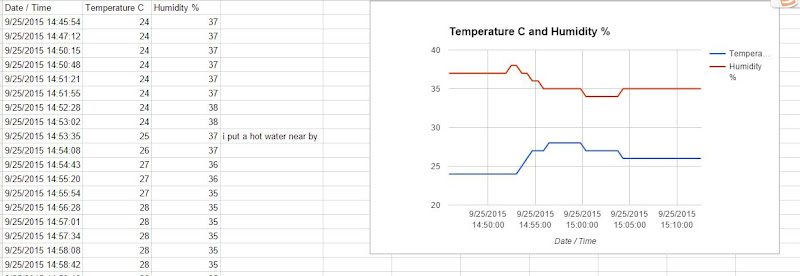 Date / Time Temperature C Humidity %
9/25/2015 14:45:54 24 37
9/25/2015 14:47:12 24 37
9/25/2015 14:50:15 24 37
9/25/2015 14:50:48 24 37
9/25/2015 14:51:21 24 37
9/25/2015 14:51:55 24 37
9/25/2015 14:52:28 24 38
9/25/2015 14:53:02 24 38
9/25/2015 14:53:35 25 37 i put a hot water near by
9/25/2015 14:54:08 26 37
9/25/2015 14:54:43 27 36
9/25/2015 14:55:20 27 36
9/25/2015 14:55:54 27 35
9/25/2015 14:56:28 28 35
9/25/2015 14:57:01 28 35
9/25/2015 14:57:34 28 35
9/25/2015 14:58:08 28 35
9/25/2015 14:58:42 28 35
Temperature C and Humidity %
40
35
30
25
20
Tempera...
Humidity
%
9/25/2015 9/25/2015 9/25/2015 9/25/2015 9/25/2015
14:50:00 14:55:00 15:00:00 15:05:00 15:10:00
Date / Time